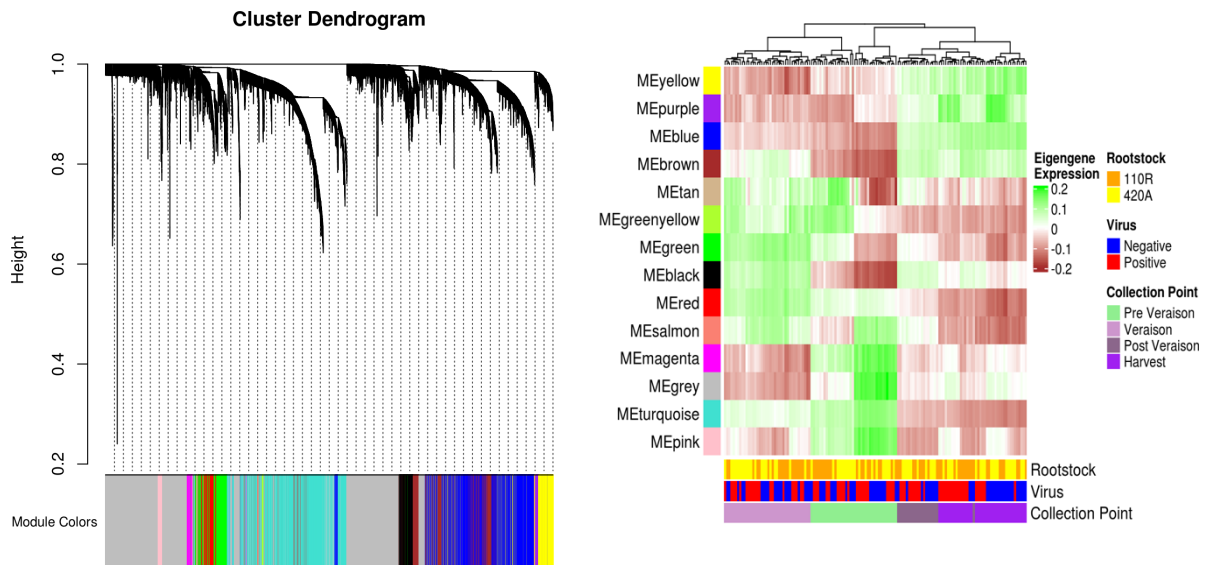 Cluster Dendrogram
Height
1.0
0.8
0.6
0.4
0.2
Module Colors
MEyellow
MEpurple
MEblue
MEbrown
MEtan
MEgreenyellow
MEgreen
MEblack
MEred
MEsalmon
MEmagenta
MEgrey
MEturquoise
MEpink
Rootstock
Virus
Collection Point
Eigengene
Expression
0.2
0.1
0
-0.1
-0.2
Rootstock
110R
420A
Virus
Negative
Positive
Collection Point
Pre Veraison
Veraison
Post Veraison
Harvest